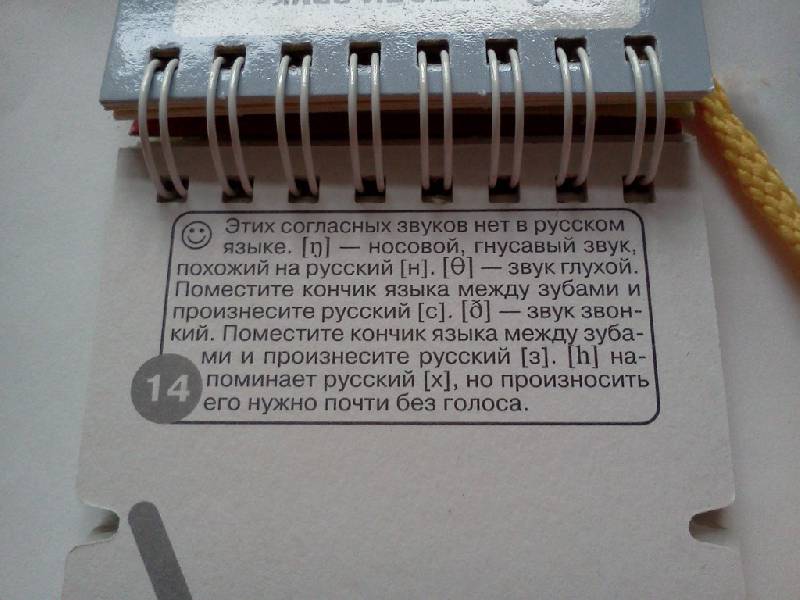 Этих согласных звуков нет в русском
языке. [ŋ] — носовой, гнусавый звук,
похожий на русский [н]. [θ] — звук глухой.
Поместите кончик языка между зубами и
произнесите русский [с]. [ð] — звук звон-
кий. Поместите кончик языка между зуба-
ми и произнесите русский [з]. [h] на-
поминает русский [х], но произносить
его нужно почти без голоса.
14